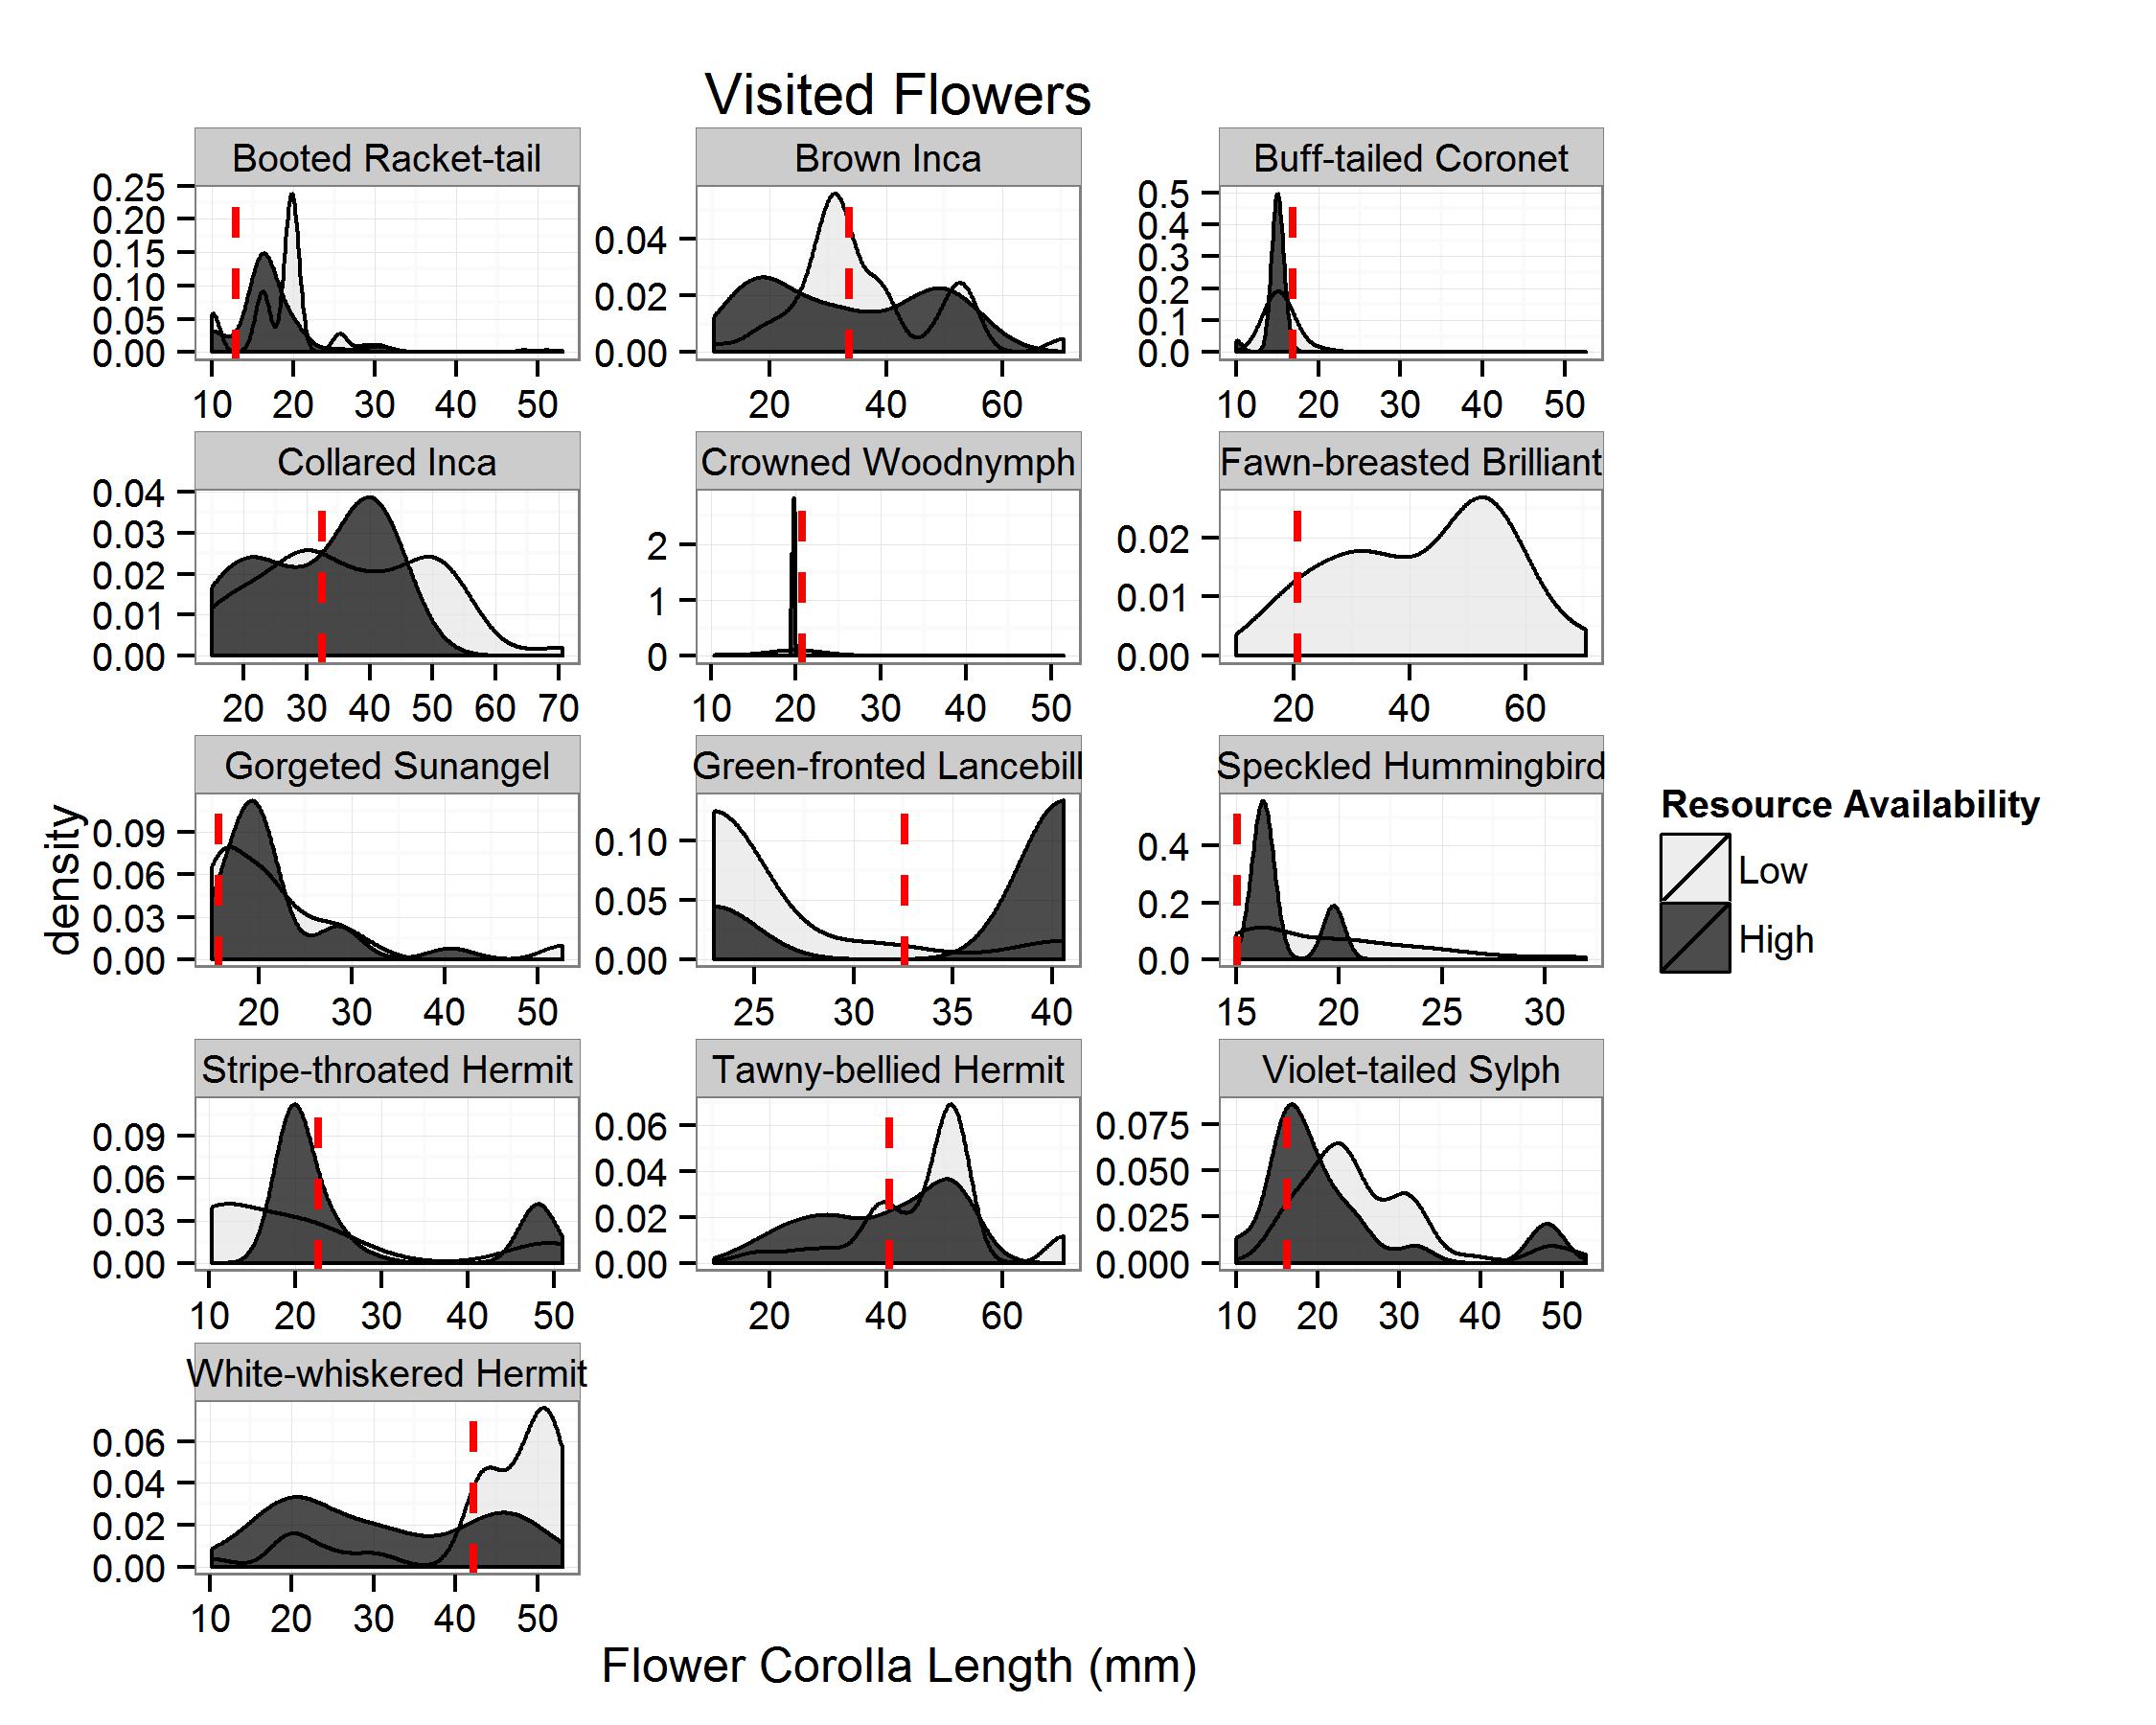 Visited Flowers
Booted Racket-tail
Brown Inca
Buff-tailed Coronet
0.25
0.20
0.15
0.10
0.05
0.00
0.04
0.02
0.00
0.5
0.4
0.3
0.2
0.1
0.0
10 20 30 40 50
20 40 60
10 20 30 40 50
Collared Inca
Crowned Woodnymph
Fawn-breasted Brilliant
0.04
0.03
0.02
0.01
0.00
2
1
0
0.02
0.01
0.00
20 30 40 50 60 70
10 20 30 40 50
20 40 60
Gorgeted Sunangel
Green-fronted Lancebill
Speckled Hummingbird
0.09
0.06
0.03
0.00
0.10
0.05
0.00
0.4
0.2
0.0
20 30 40 50
25 30 35 40
15 20 25 30
Stripe-throated Hermit
Tawny-bellied Hermit
Violet-tailed Sylph
0.09
0.06
0.03
0.00
0.06
0.04
0.02
0.00
0.075
0.050
0.025
0.000
10 20 30 40 50
20 40 60
10 20 30 40 50
White-whiskered Hermit
0.06
0.04
0.02
0.00
10 20 30 40 50
density
Flower Corolla Length (mm)
Resource Availability
Low
High